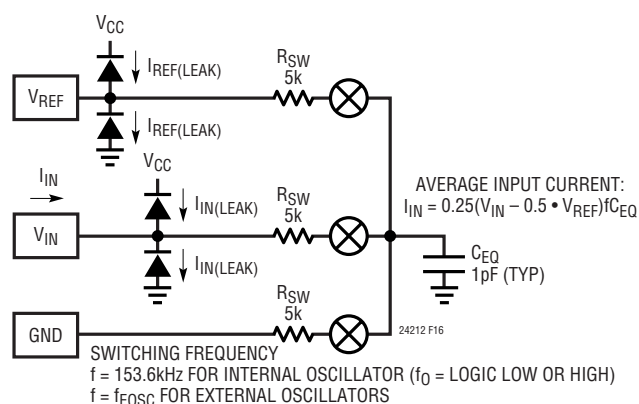 VCC
IREF(LEAK)
RSW
5k
VREF
IREF(LEAK)
VCC
IIN
IIN(LEAK)
RSW
5k
AVERAGE INPUT CURRENT:
IIN = 0.25(VIN – 0.5 • VREF)fCEQ
VIN
IIN(LEAK)
CEQ
1pF (TYP)
RSW
5k
GND
24212 F16
SWITCHING FREQUENCY
f = 153.6kHz FOR INTERNAL OSCILLATOR (fO = LOGIC LOW OR HIGH)
f = fEOSC FOR EXTERNAL OSCILLATORS